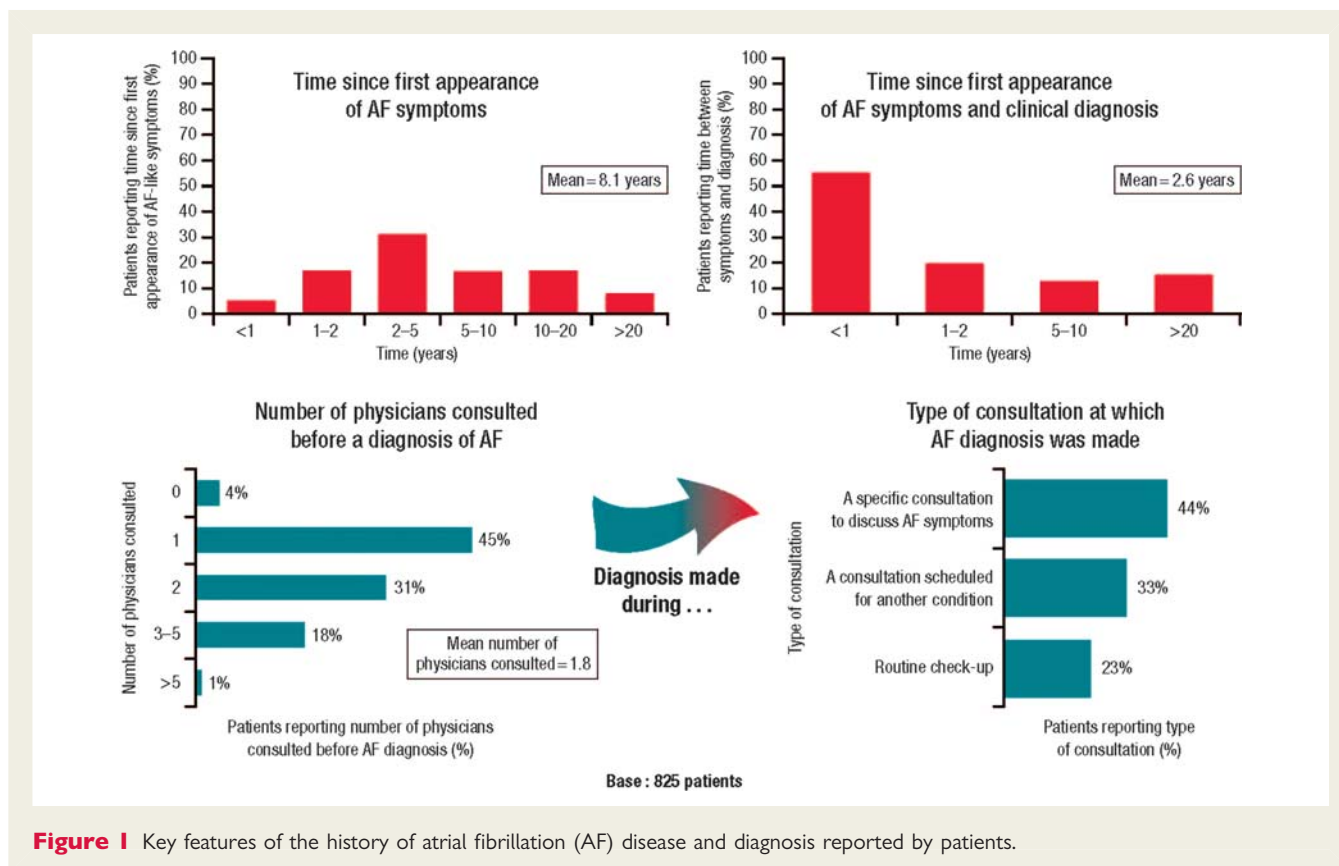 Time since first appearance
of AF symptoms
Patients reporting time since first
appearance of AF-like symptoms (%)
100
90
80
70
60
50
40
30
20
10
0
Mean = 8.1 years
<1 1–2 2–5 5–10 10–20 >20
Time (years)
Time since first appearance
of AF symptoms and clinical diagnosis
Patients reporting time between
symptoms and diagnosis (%)
100
90
80
70
60
50
40
30
20
10
0
Mean = 2.6 years
<1 1–2 5–10 >20
Time (years)
Number of physicians consulted
before a diagnosis of AF
Number of physicians consulted
0 4%
1 45%
2 31%
3–5 18%
>5 1%
Mean number of
physicians consulted = 1.8
Patients reporting number of physicians
consulted before AF diagnosis (%)
Diagnosis made
during . . .
Type of consultation at which
AF diagnosis was made
Type of consultation
A specific consultation
to discuss AF symptoms
44%
A consultation scheduled
for another condition
33%
Routine check-up 23%
Patients reporting type
of consultation (%)
Base : 825 patients
Figure 1 Key features of the history of atrial fibrillation (AF) disease and diagnosis reported by patients.